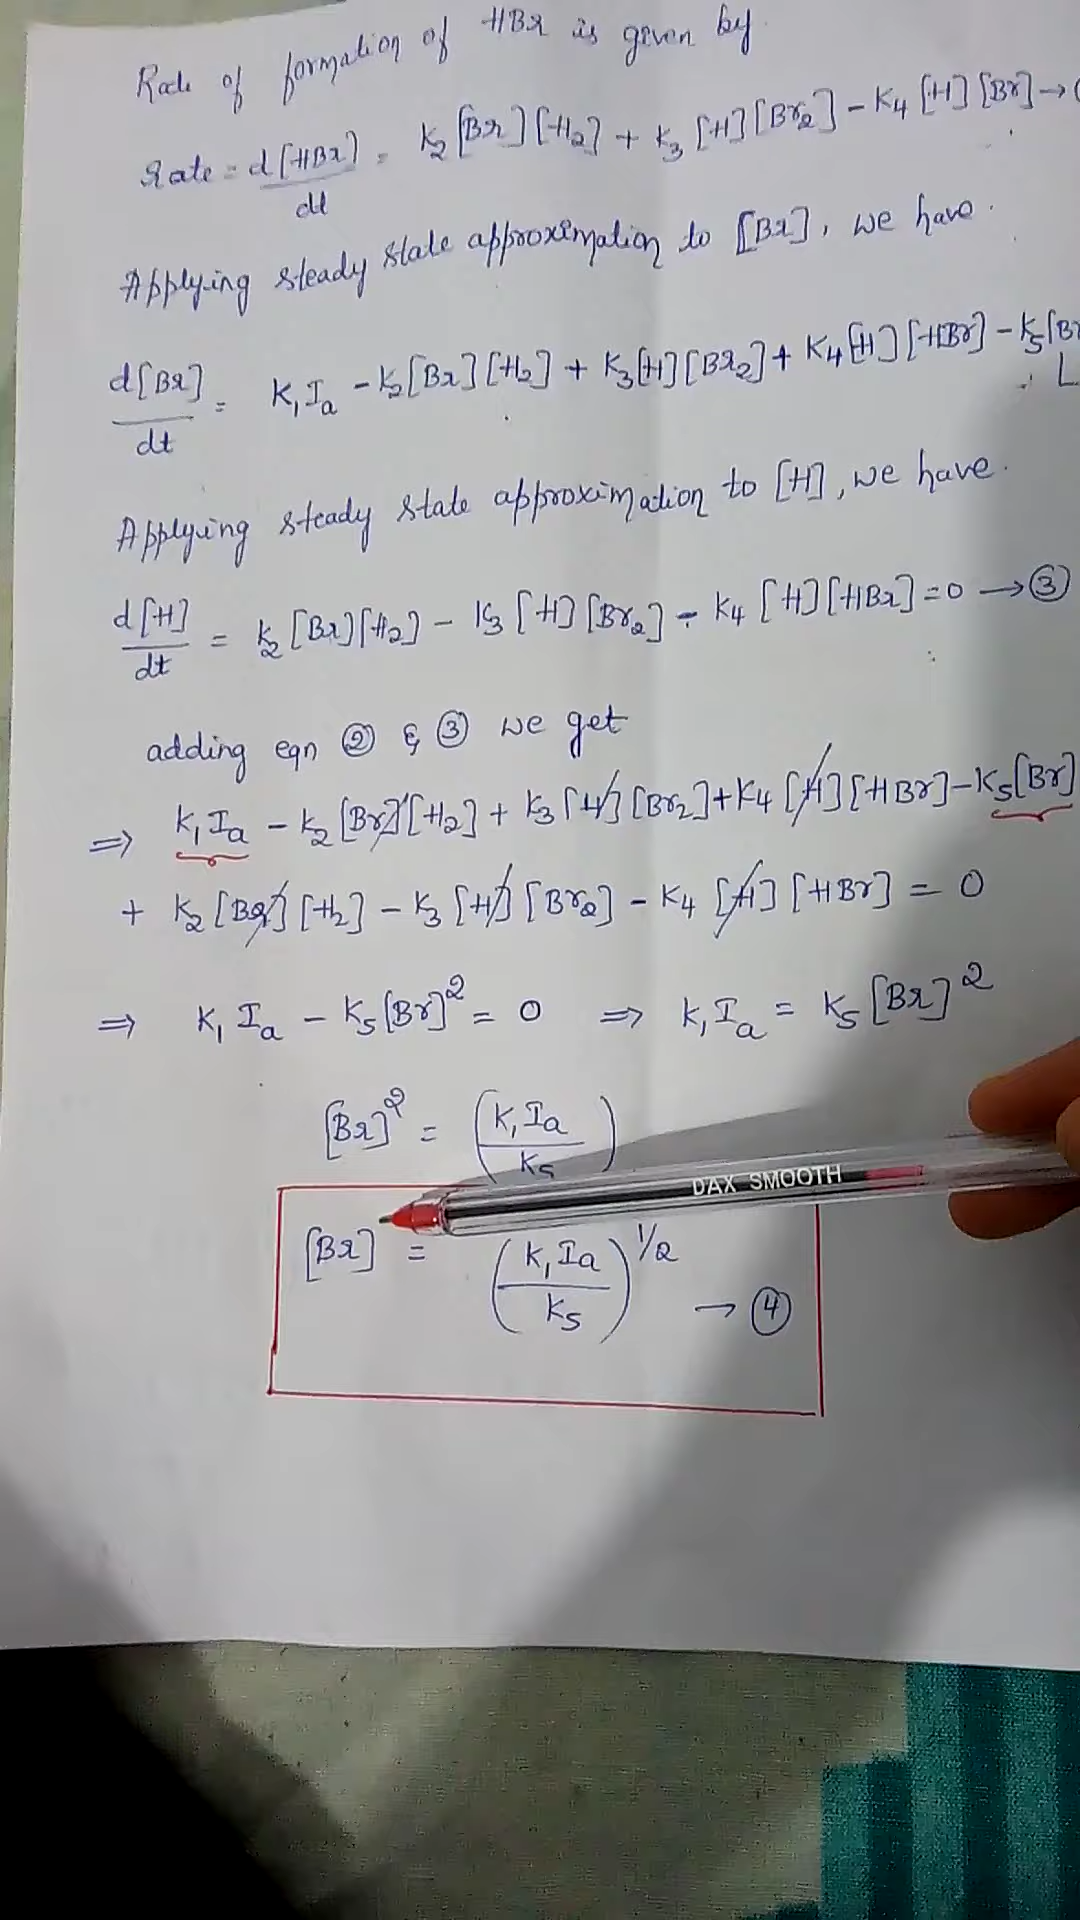 Rate of formation of HBr is given by
Rate = d[HBr]/dt = K2[Br][H2] + K3[H][Br2] - K4[H][Br] →
Applying steady state approximation to [Br], we have.
d[Br]/dt = K1Ia - K2[Br][H2] + K3[H][Br2] + K4[H][HBr] - K5[Br
Applying steady state approximation to [H], we have.
d[H]/dt = K2[Br][H2] - K3[H][Br2] - K4[H][HBr] = 0 → ③
adding eqn ② & ③ we get
⇒ K1Ia - K2[Br][H2] + K3[H][Br2] + K4[H][HBr] - K5[Br]
+ K2[Br][H2] - K3[H][Br2] - K4[H][HBr] = 0
⇒ K1Ia - K5[Br]² = 0 ⇒ K1Ia = K5[Br]²
[Br]² = (K1Ia/K5)
DAX SMOOTH
[Br] = (K1Ia/K5)^1/2 → ④